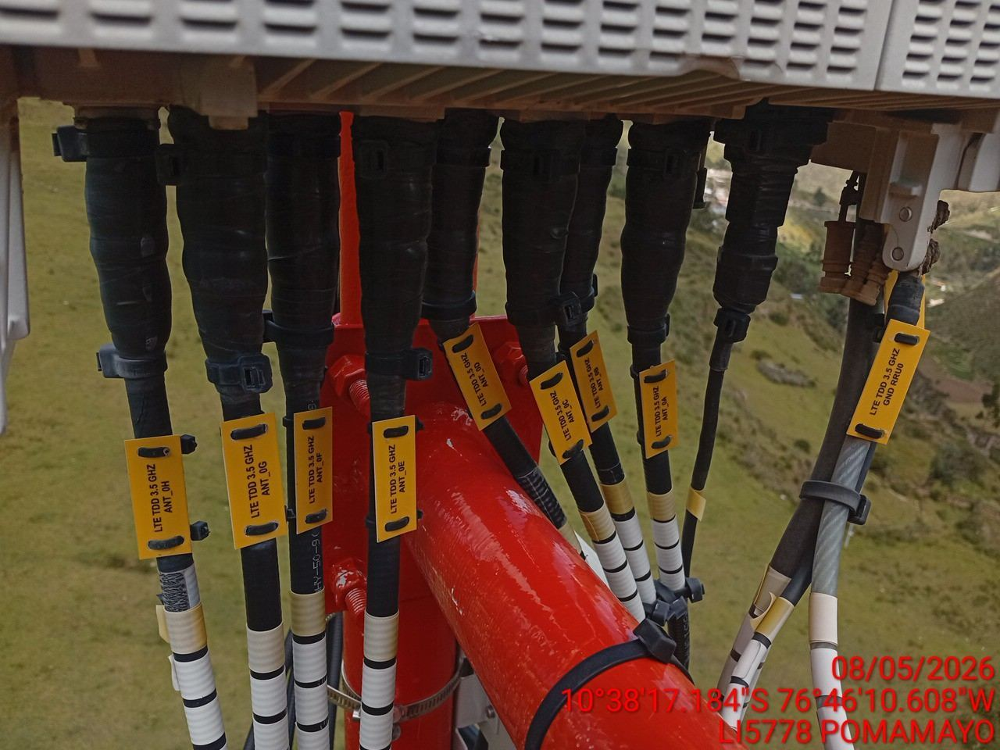 LTE TDD 3.5 GHZ
ANT_0H
LTE TDD 3.5 GHZ
ANT_0G
LTE TDD 3.5 GHZ
ANT_0F
LTE TDD 3.5 GHZ
ANT_0E
LTE TDD 3.5 GHZ
ANT_0D
LTE TDD 3.5 GHZ
ANT_0C
LTE TDD 3.5 GHZ
ANT_0B
LTE TDD 3.5 GHZ
ANT_0A
LTE TDD 3.5 GHZ
GND RRU0
HY-50-9
08/05/2026
10°38'17.184"S 76°46'10.608"W
LI5778 POMAMAYO